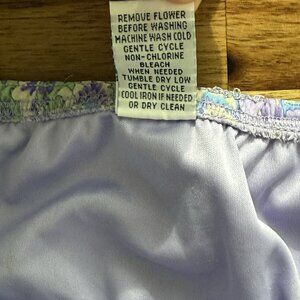 REMOVE FLOWER
BEFORE WASHING
MACHINE WASH COLD
GENTLE CYCLE
NON-CHLORINE
BLEACH
WHEN NEEDED
TUMBLE DRY LOW
GENTLE CYCLE
COOL IRON IF NEEDED
OR DRY CLEAN